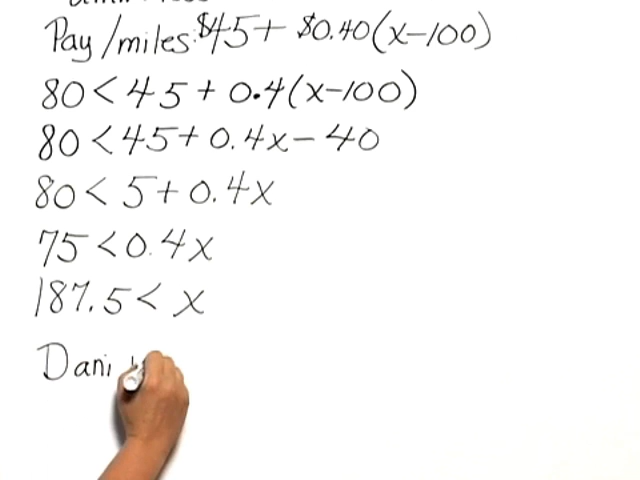 Pay/miles: $45 + $0.40(x-100)
80 < 45 + 0.4(x-100)
80 < 45 + 0.4x - 40
80 < 5 + 0.4x
75 < 0.4x
187.5 < x
Dani